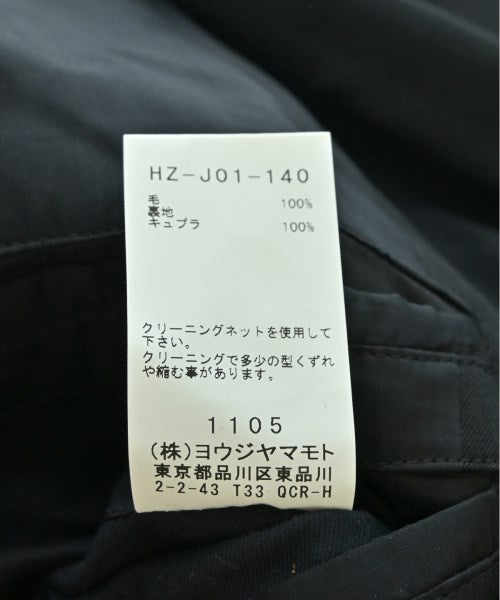 HZ-J01-140
毛 100%
裏地
キュプラ 100%
クリーニングネットを使用して
下さい。
クリーニングで多少の型くずれ
や縮む事があります。
1105
(株)ヨウジヤマモト
東京都品川区東品川
2-2-43 T33 QCR-H